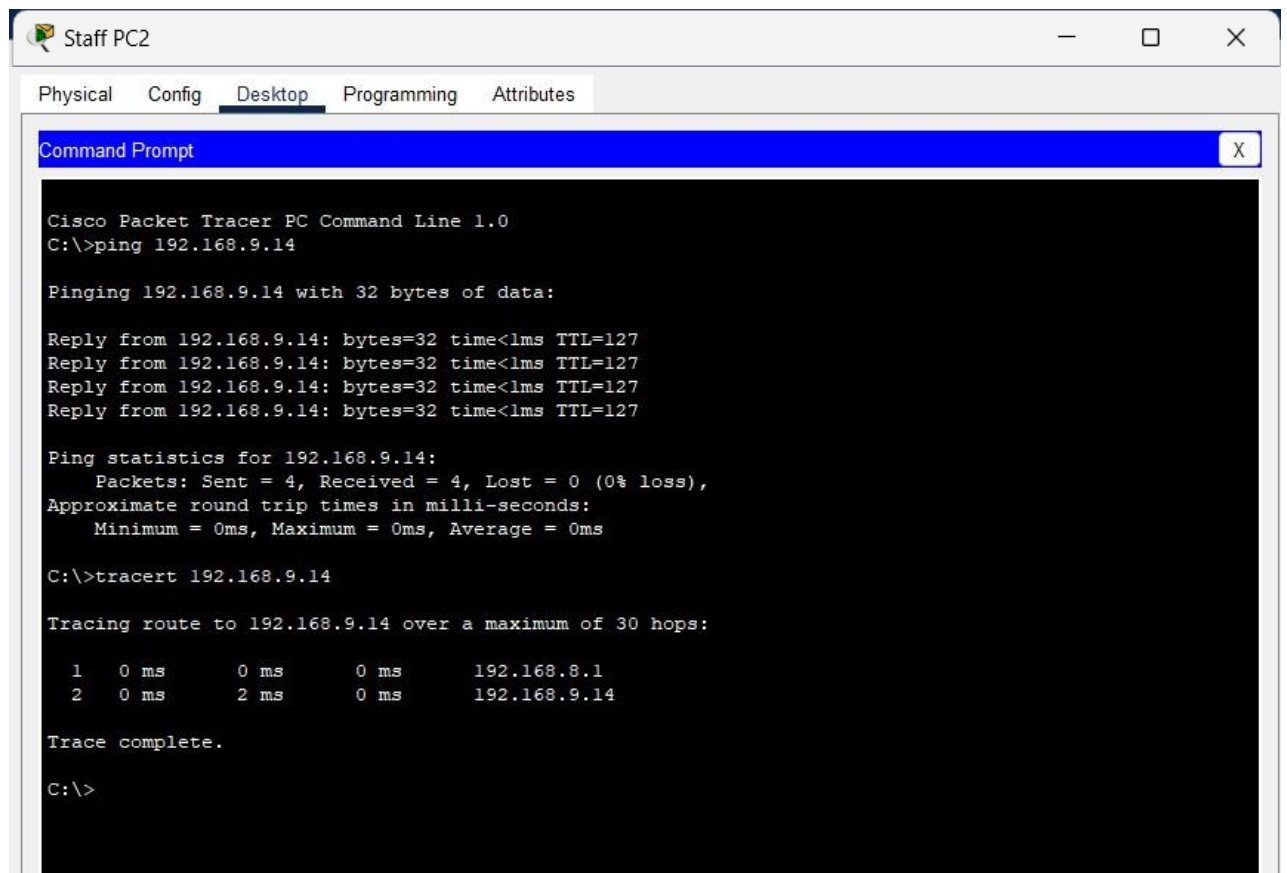 Staff PC2
Physical Config Desktop Programming Attributes
Command Prompt X
Cisco Packet Tracer PC Command Line 1.0
C:\>ping 192.168.9.14
Pinging 192.168.9.14 with 32 bytes of data:
Reply from 192.168.9.14: bytes=32 time<1ms TTL=127
Reply from 192.168.9.14: bytes=32 time<1ms TTL=127
Reply from 192.168.9.14: bytes=32 time<1ms TTL=127
Reply from 192.168.9.14: bytes=32 time<1ms TTL=127
Ping statistics for 192.168.9.14:
Packets: Sent = 4, Received = 4, Lost = 0 (0% loss),
Approximate round trip times in milli-seconds:
Minimum = 0ms, Maximum = 0ms, Average = 0ms
C:\>tracert 192.168.9.14
Tracing route to 192.168.9.14 over a maximum of 30 hops:
1 0 ms 0 ms 0 ms 192.168.8.1
2 0 ms 2 ms 0 ms 192.168.9.14
Trace complete.
C:\>